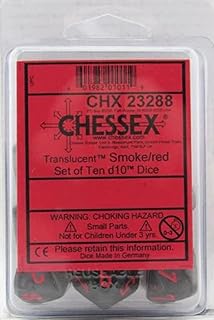 CHX 23288
CHESSEX
Translucent™ Smoke/red
Set of Ten d10™ Dice
WARNING:
CHOKING HAZARD
Small Parts.
Not for Children Under 3 yrs.
Please retain this information.
Dice Made in Germany